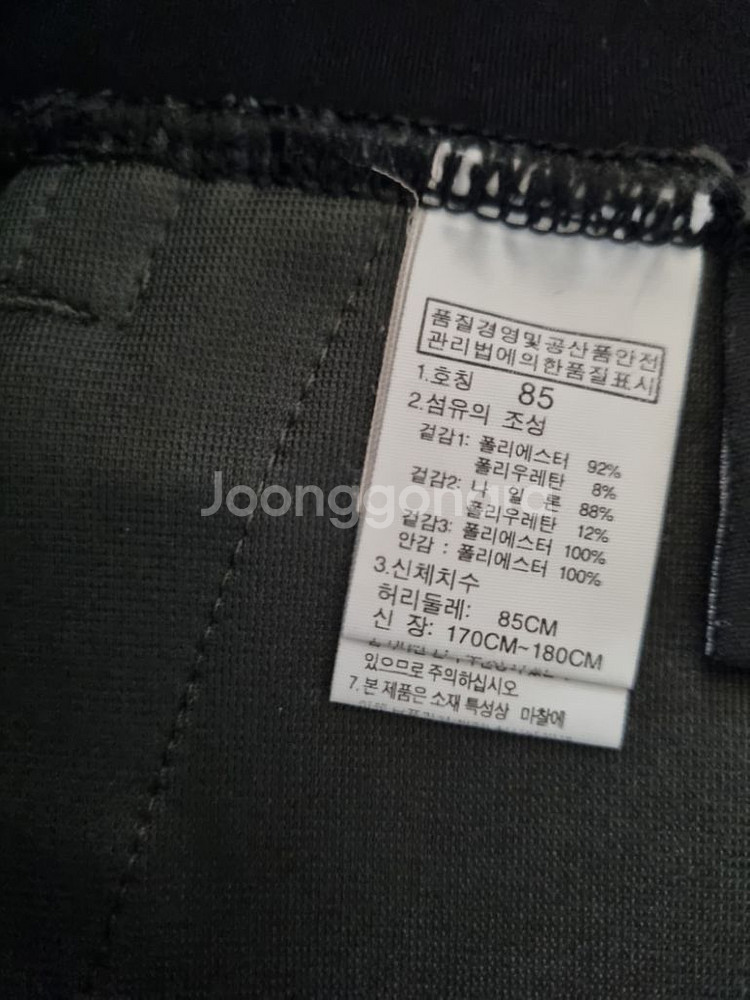 품질경영및공산품안전
관리법에의한품질표시
1.호칭 85
2.섬유의 조성
겉감1: 폴리에스터 92%
폴리우레탄 8%
겉감2: 나 일 론 88%
폴리우레탄 12%
겉감3: 폴리에스터 100%
안감 : 폴리에스터 100%
3.신체치수
허리둘레: 85CM
신 장: 170CM~180CM
있으므로 주의하십시오
7.본 제품은 소재 특성상 마찰에